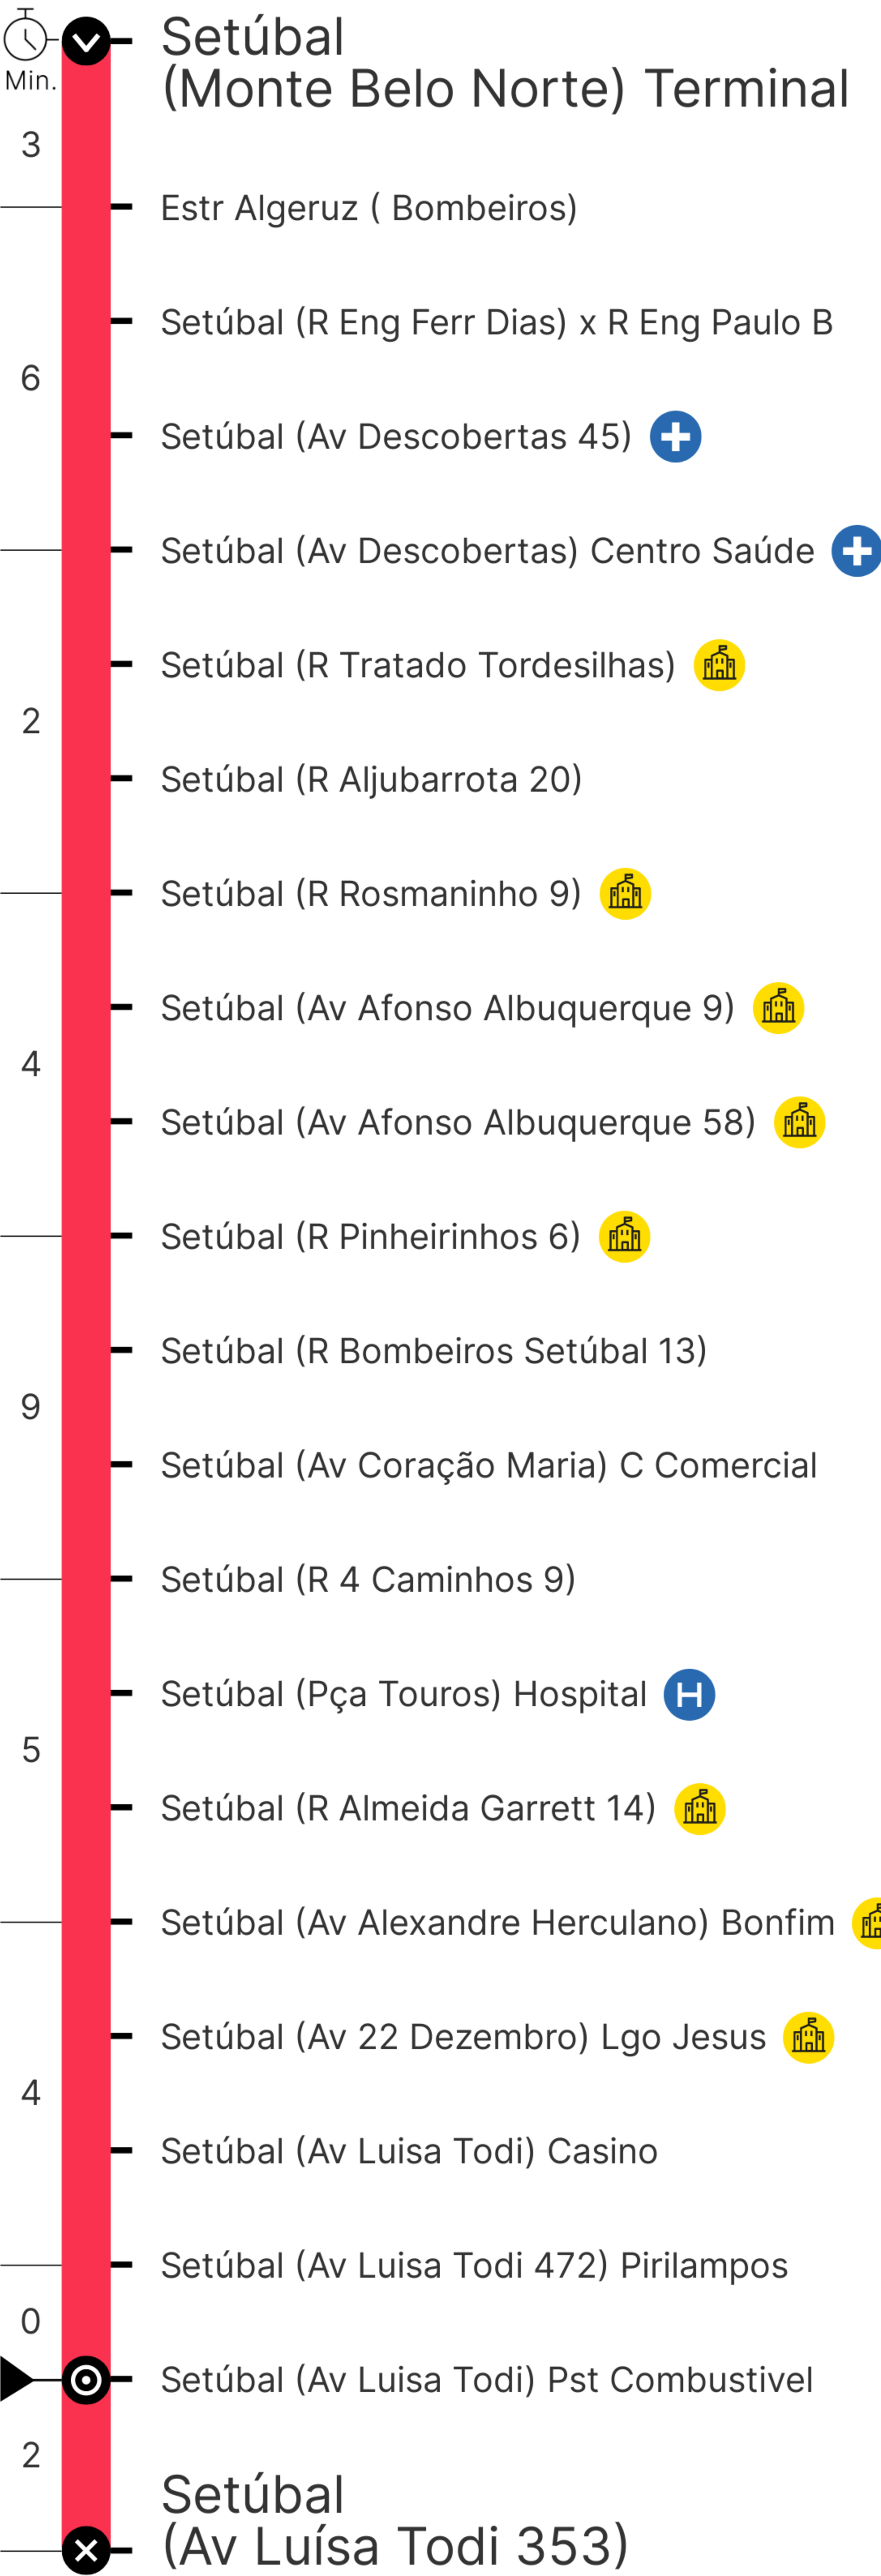 Setúbal
(Monte Belo Norte) Terminal
Min.
3
Estr Algeruz ( Bombeiros)
Setúbal (R Eng Ferr Dias) x R Eng Paulo B
6
Setúbal (Av Descobertas 45)
Setúbal (Av Descobertas) Centro Saúde
Setúbal (R Tratado Tordesilhas)
2
Setúbal (R Aljubarrota 20)
Setúbal (R Rosmaninho 9)
Setúbal (Av Afonso Albuquerque 9)
4
Setúbal (Av Afonso Albuquerque 58)
Setúbal (R Pinheirinhos 6)
Setúbal (R Bombeiros Setúbal 13)
9
Setúbal (Av Coração Maria) C Comercial
Setúbal (R 4 Caminhos 9)
Setúbal (Pça Touros) Hospital H
5
Setúbal (R Almeida Garrett 14)
Setúbal (Av Alexandre Herculano) Bonfim
Setúbal (Av 22 Dezembro) Lgo Jesus
4
Setúbal (Av Luisa Todi) Casino
Setúbal (Av Luisa Todi 472) Pirilampos
0
Setúbal (Av Luisa Todi) Pst Combustivel
2
Setúbal
(Av Luísa Todi 353)